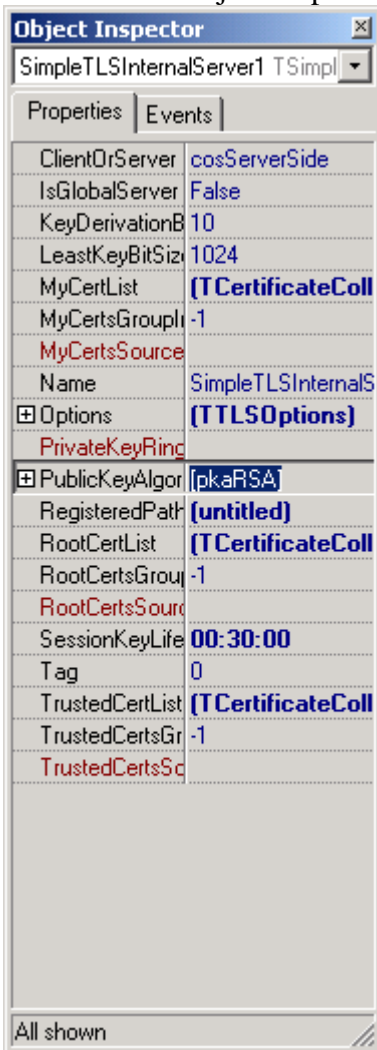 Object Inspector
SimpleTLSInternalServer1 TSimpl
Properties Events
ClientOrServer cosServerSide
IsGlobalServer False
KeyDerivationB 10
LeastKeyBitSiz 1024
MyCertList (TCertificateColl
MyCertsGroupI -1
MyCertsSource
Name SimpleTLSInternalS
Options (TTLSOptions)
PrivateKeyRing
PublicKeyAlgor [pkaRSA]
RegisteredPath (untitled)
RootCertList (TCertificateColl
RootCertsGrou -1
RootCertsSourc
SessionKeyLife 00:30:00
Tag 0
TrustedCertList (TCertificateColl
TrustedCertsGr -1
TrustedCertsSc
All shown